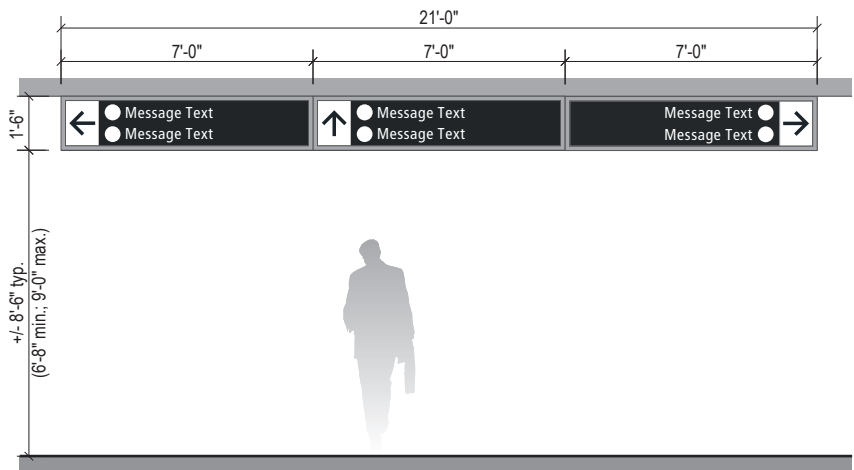 21'-0"
7'-0" 7'-0" 7'-0"
1'-6"
Message Text
Message Text
Message Text
Message Text
Message Text
Message Text
+/- 8'-6" typ.
(6'-8" min.; 9'-0" max.)